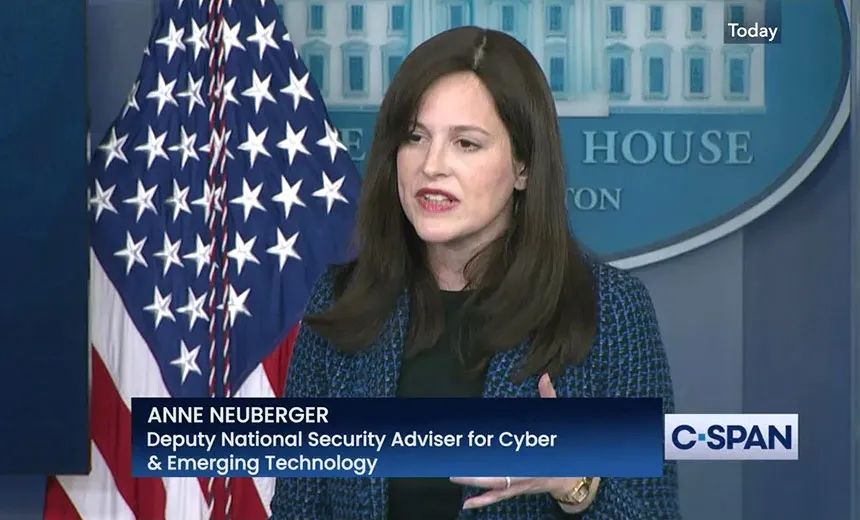 Today
HOUSE
TON
ANNE NEUBERGER
Deputy National Security Adviser for Cyber
& Emerging Technology
C-SPAN